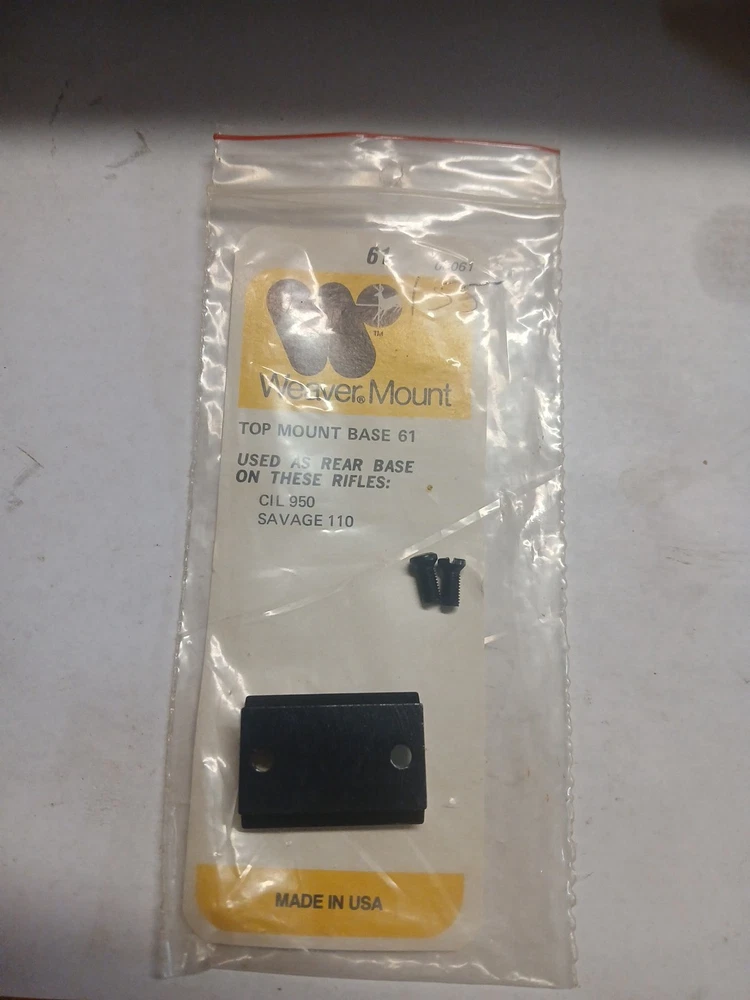 61
TM
Weaver® Mount
TOP MOUNT BASE 61
USED AS REAR BASE
ON THESE RIFLES:
CIL 950
SAVAGE 110
MADE IN USA